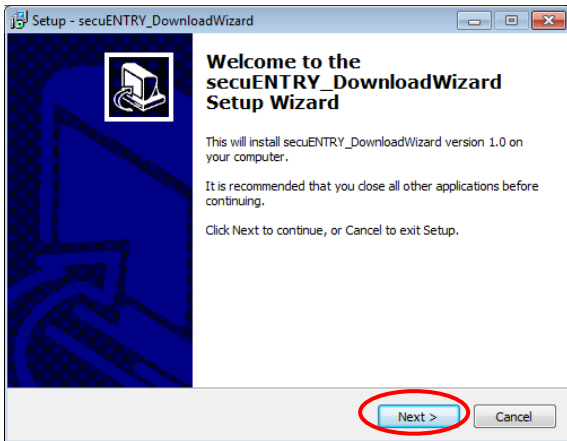 Setup - secuENTRY_DownloadWizard
Welcome to the
secuENTRY_DownloadWizard
Setup Wizard
This will install secuENTRY_DownloadWizard version 1.0 on
your computer.
It is recommended that you close all other applications before
continuing.
Click Next to continue, or Cancel to exit Setup.
Next >
Cancel